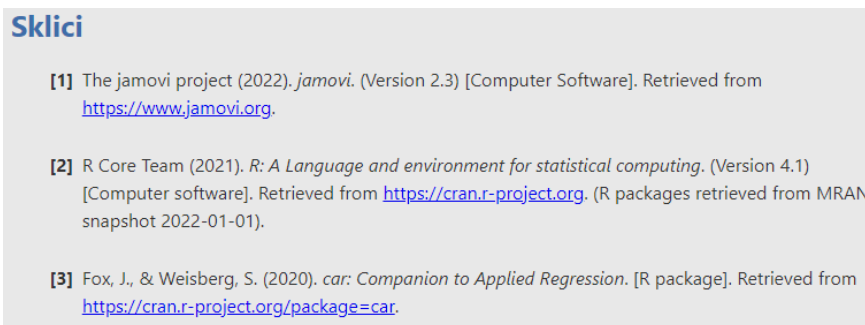 Sklici
[1] The jamovi project (2022). jamovi. (Version 2.3) [Computer Software]. Retrieved from
https://www.jamovi.org.
[2] R Core Team (2021). R: A Language and environment for statistical computing. (Version 4.1)
[Computer software]. Retrieved from https://cran.r-project.org. (R packages retrieved from MRAN
snapshot 2022-01-01).
[3] Fox, J., & Weisberg, S. (2020). car: Companion to Applied Regression. [R package]. Retrieved from
https://cran.r-project.org/package=car.